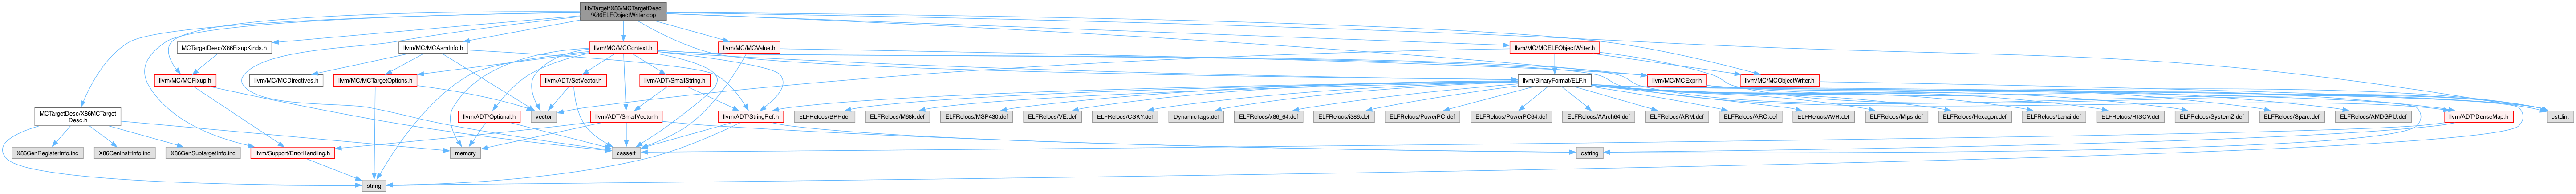 lib/Target/X86/MCTargetDesc
/X86ELFObjectWriter.cpp
MCTargetDesc/X86FixupKinds.h
llvm/MC/MCAsmInfo.h
llvm/MC/MCContext.h
llvm/MC/MCValue.h
llvm/MC/MCELFObjectWriter.h
llvm/MC/MCFixup.h
llvm/MC/MCDirectives.h
llvm/MC/MCTargetOptions.h
llvm/ADT/SetVector.h
llvm/ADT/SmallString.h
llvm/BinaryFormat/ELF.h
llvm/MC/MCExpr.h
llvm/MC/MCObjectWriter.h
MCTargetDesc/X86MCTarget
Desc.h
vector
llvm/ADT/Optional.h
llvm/ADT/SmallVector.h
llvm/ADT/StringRef.h
ELFRelocs/BPF.def
ELFRelocs/M68k.def
ELFRelocs/MSP430.def
ELFRelocs/VE.def
ELFRelocs/CSKY.def
DynamicTags.def
ELFRelocs/x86_64.def
ELFRelocs/i386.def
ELFRelocs/PowerPC.def
ELFRelocs/PowerPC64.def
ELFRelocs/AArch64.def
ELFRelocs/ARM.def
ELFRelocs/ARC.def
ELFRelocs/AVR.def
ELFRelocs/Mips.def
ELFRelocs/Hexagon.def
ELFRelocs/Lanai.def
ELFRelocs/RISCV.def
ELFRelocs/SystemZ.def
ELFRelocs/Sparc.def
ELFRelocs/AMDGPU.def
llvm/ADT/DenseMap.h
cstdint
X86GenRegisterInfo.inc
X86GenInstrInfo.inc
X86GenSubtargetInfo.inc
llvm/Support/ErrorHandling.h
memory
cassert
cstring
string